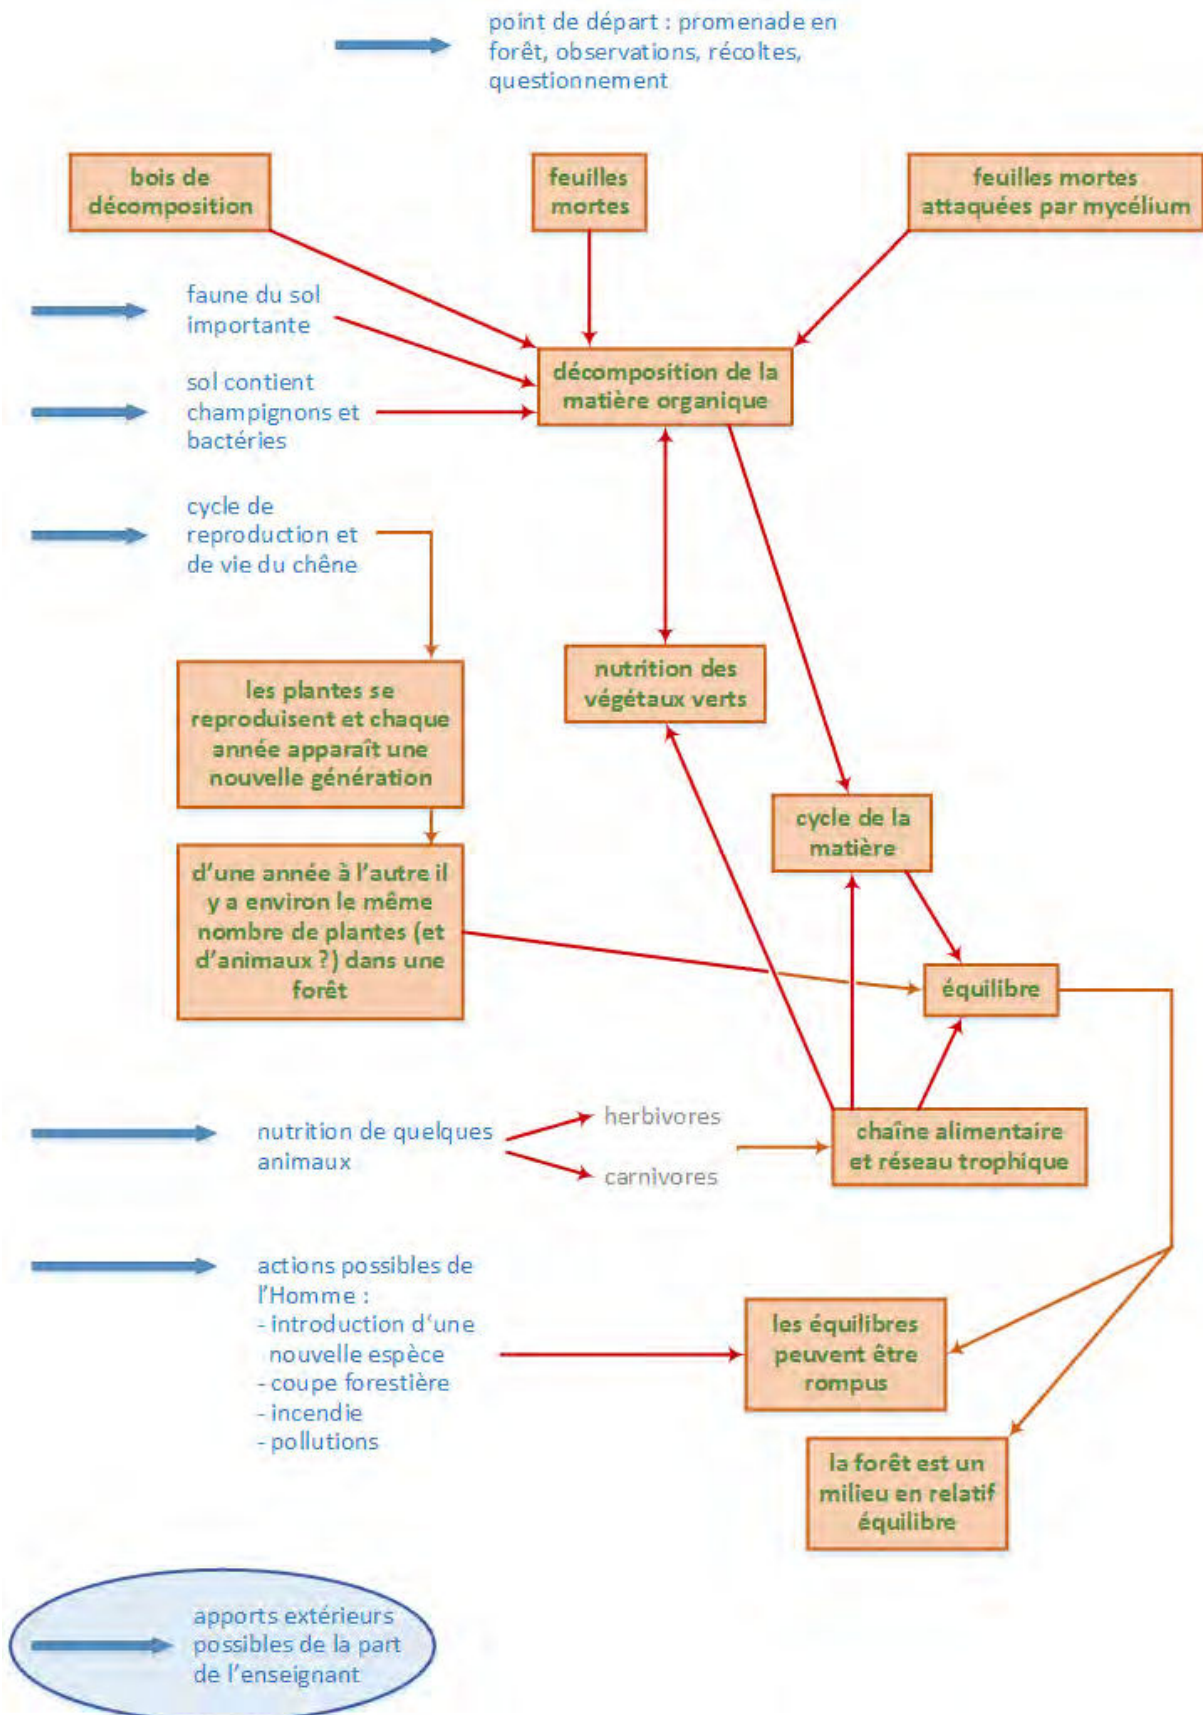 point de départ : promenade en
forêt, observations, récoltes,
questionnement
bois de
décomposition
feuilles
mortes
feuilles mortes
attaquées par mycélium
faune du sol
importante
sol contient
champignons et
bactéries
décomposition de la
matière organique
cycle de
reproduction et
de vie du chêne
les plantes se
reproduisent et chaque
année apparaît une
nouvelle génération
nutrition des
végétaux verts
cycle de la
matière
d'une année à l'autre il
y a environ le même
nombre de plantes (et
d'animaux ?) dans une
forêt
équilibre
nutrition de quelques
animaux
herbivores
carnivores
chaîne alimentaire
et réseau trophique
actions possibles de
l'Homme :
- introduction d'une
nouvelle espèce
- coupe forestière
- incendie
- pollutions
les équilibres
peuvent être
rompus
la forêt est un
milieu en relatif
équilibre
apports extérieurs
possibles de la part
de l'enseignant